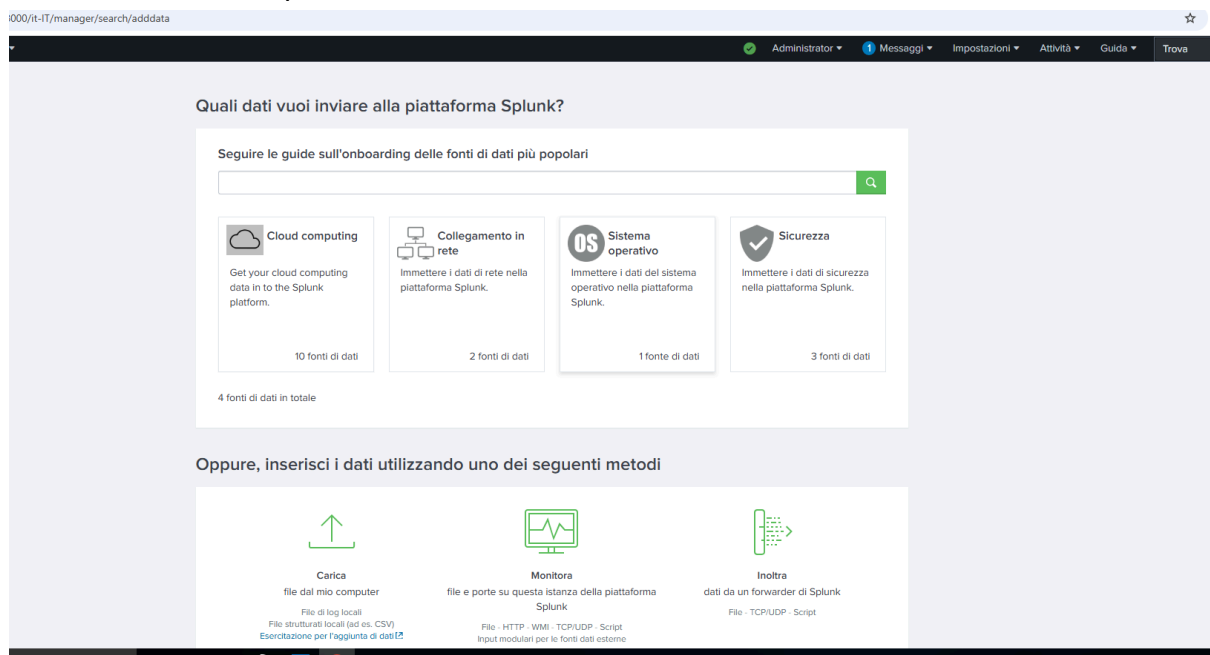 3000/it-IT/manager/search/adddata
Administrator
1 Messaggi
Impostazioni
Attività
Guida
Trova
Quali dati vuoi inviare alla piattaforma Splunk?
Seguire le guide sull'onboarding delle fonti di dati più popolari
Cloud computing
Get your cloud computing
data in to the Splunk
platform.
10 fonti di dati
Collegamento in
rete
Immettere i dati di rete nella
piattaforma Splunk.
2 fonti di dati
OS
Sistema
operativo
Immettere i dati del sistema
operativo nella piattaforma
Splunk.
1 fonte di dati
Sicurezza
Immettere i dati di sicurezza
nella piattaforma Splunk.
3 fonti di dati
4 fonti di dati in totale
Oppure, inserisci i dati utilizzando uno dei seguenti metodi
Carica
file dal mio computer
File di log locali
File strutturati locali (ad es. CSV)
Esercitazione per l'aggiunta di dati
Monitora
file e porte su questa istanza della piattaforma
Splunk
File - HTTP - WMI - TCP/UDP - Script
Input modulari per le fonti dati esterne
Inoltra
dati da un forwarder di Splunk
File - TCP/UDP - Script